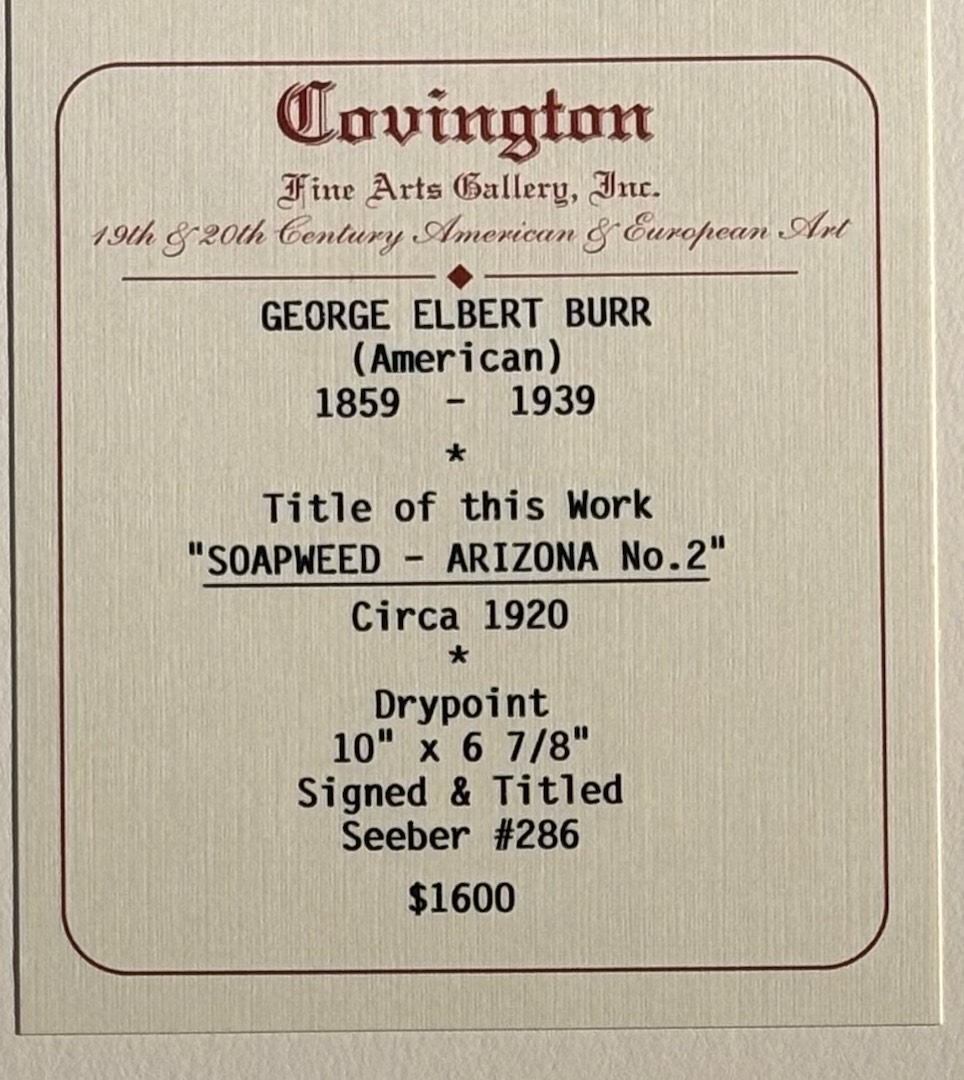 Covington
Fine Arts Gallery, Inc.
19th & 20th Century American & European Art
GEORGE ELBERT BURR
(American)
1859 - 1939
*
Title of this Work
"SOAPWEED - ARIZONA No.2"
Circa 1920
*
Drypoint
10" x 6 7/8"
Signed & Titled
Seeber #286
$1600